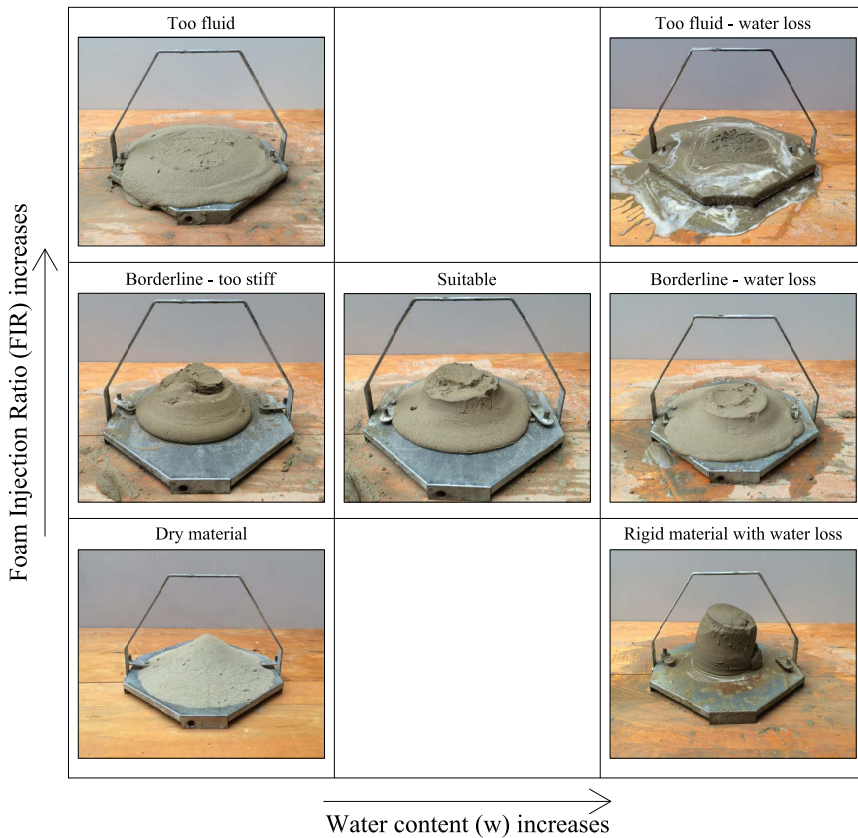 Too fluid
Too fluid - water loss
Foam Injection Ratio (FIR) increases
Borderline - too stiff
Suitable
Borderline - water loss
Dry material
Rigid material with water loss
Water content (w) increases